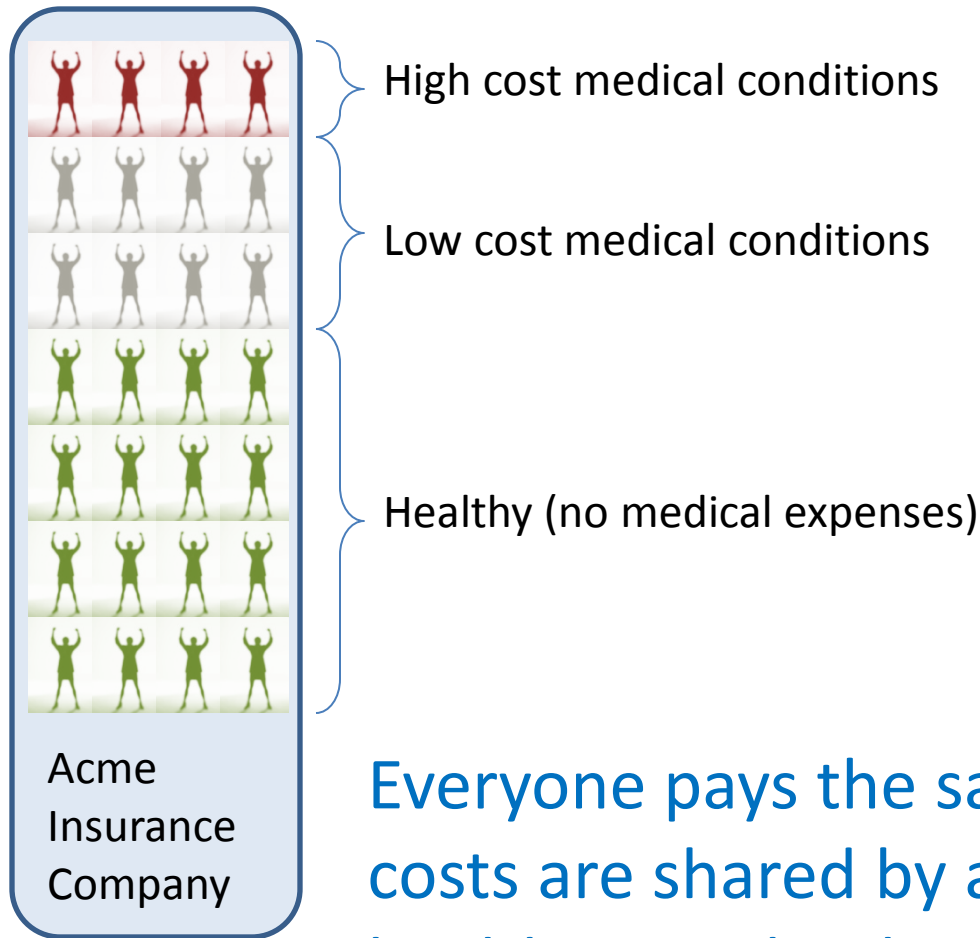 High cost medical conditions
Low cost medical conditions
Healthy (no medical expenses)
Acme
Insurance
Company
Everyone pays the
costs are shared by